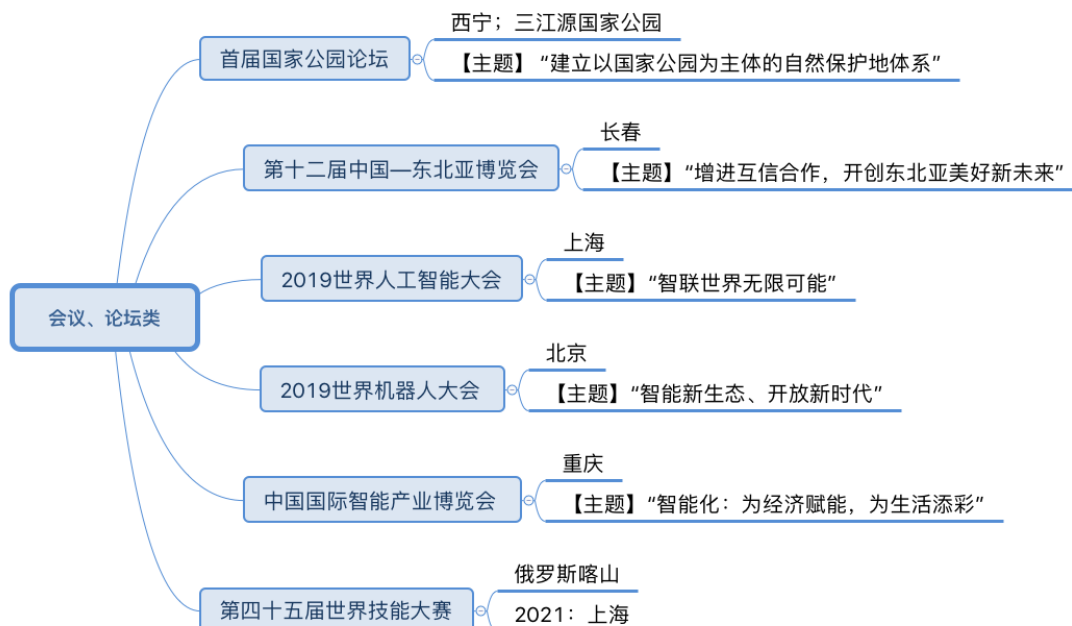 会议、论坛类
首届国家公园论坛
西宁；三江源国家公园
【主题】“建立以国家公园为主体的自然保护地体系”
第十二届中国—东北亚博览会
长春
【主题】“增进互信合作，开创东北亚美好新未来”
2019世界人工智能大会
上海
【主题】“智联世界无限可能”
2019世界机器人大会
北京
【主题】“智能新生态、开放新时代”
中国国际智能产业博览会
重庆
【主题】“智能化：为经济赋能，为生活添彩”
第四十五届世界技能大赛
俄罗斯喀山
2021：上海